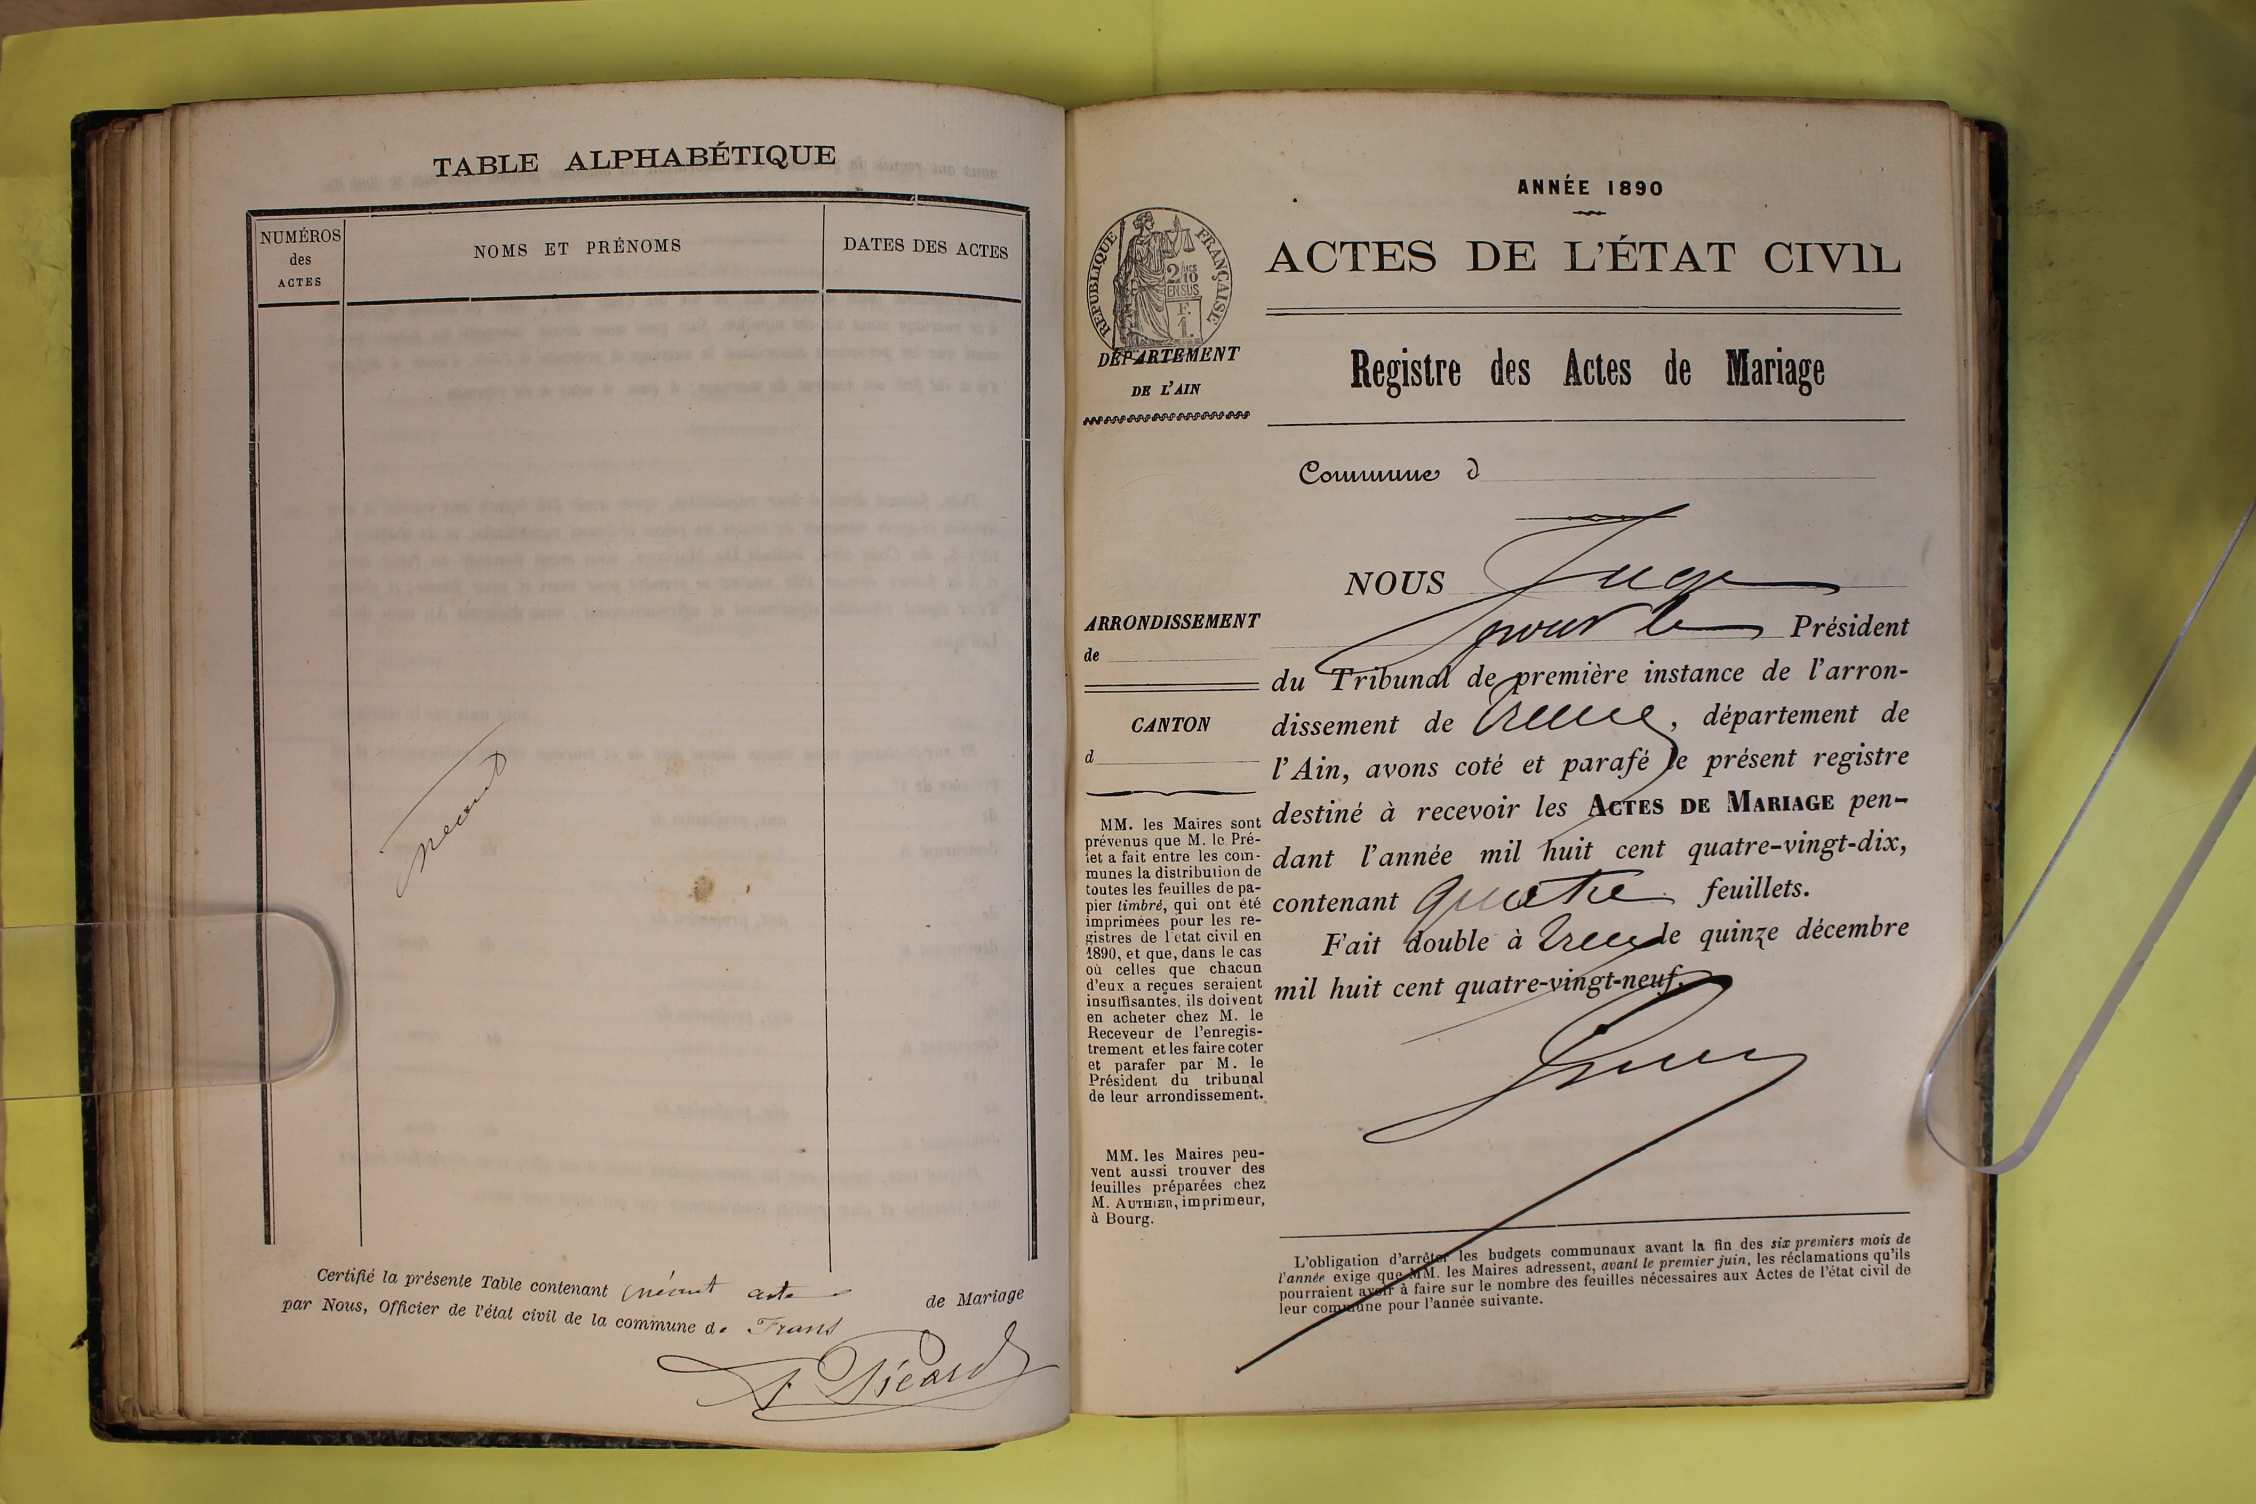 TABLE ALPHABÉTIQUE
NUMÉROS
des
ACTES
NOMS ET PRÉNOMS
DATES DES ACTES
néant
Certifié la présente Table contenant néant acte de Mariage
par Nous, Officier de l'état civil de la commune de Frans
Picard
ANNÉE 1890
RÉPUBLIQUE FRANÇAISE
2/10
EN SUS
F.
1.
ACTES DE L'ÉTAT CIVIL
DÉPARTEMENT
DE L'AIN
Registre des Actes de Mariage
Commune d
ARRONDISSEMENT
de
CANTON
d
MM. les Maires sont
prévenus que M. le Pré-
fet a fait entre les com-
munes la distribution de
toutes les feuilles de pa-
pier timbré, qui ont été
imprimées pour les re-
gistres de l'état civil en
1890, et que, dans le cas
où celles que chacun
d'eux a reçues seraient
insuffisantes, ils doivent
en acheter chez M. le
Receveur de l'enregis-
trement et les faire coter
et parafer par M. le
Président du tribunal
de leur arrondissement.
MM. les Maires peu-
vent aussi trouver des
feuilles préparées chez
M. AUTHIER, imprimeur,
à Bourg.
NOUS Juge
pour le Président
du Tribunal de première instance de l'arron-
dissement de Trévoux, département de
l'Ain, avons coté et parafé le présent registre
destiné à recevoir les ACTES DE MARIAGE pen-
dant l'année mil huit cent quatre-vingt-dix,
contenant quatre feuillets.
Fait double à Trévoux le quinze décembre
mil huit cent quatre-vingt-neuf.
L'obligation d'arrêter les budgets communaux avant la fin des six premiers mois de
l'année exige que MM. les Maires adressent, avant le premier juin, les réclamations qu'ils
pourraient avoir à faire sur le nombre des feuilles nécessaires aux Actes de l'état civil de
leur commune pour l'année suivante.